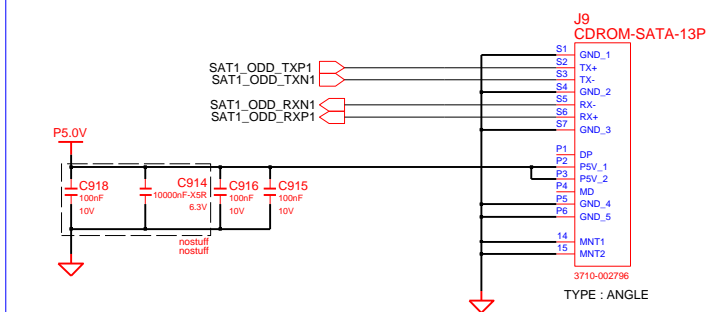 J9
CDROM-SATA-13P
SAT1_ODD_TXP1
SAT1_ODD_TXN1
SAT1_ODD_RXN1
SAT1_ODD_RXP1
S1 GND_1
S2 TX+
S3 TX-
S4 GND_2
S5 RX-
S6 RX+
S7 GND_3
P1 DP
P2 P5V_1
P3 P5V_2
P4 MD
P5 GND_4
P6 GND_5
14 MNT1
15 MNT2
3710-002796
TYPE : ANGLE
P5.0V
C918
100nF
10V
C914
10000nF-X5R
6.3V
C916
100nF
10V
C915
100nF
10V
nostuff
nostuff